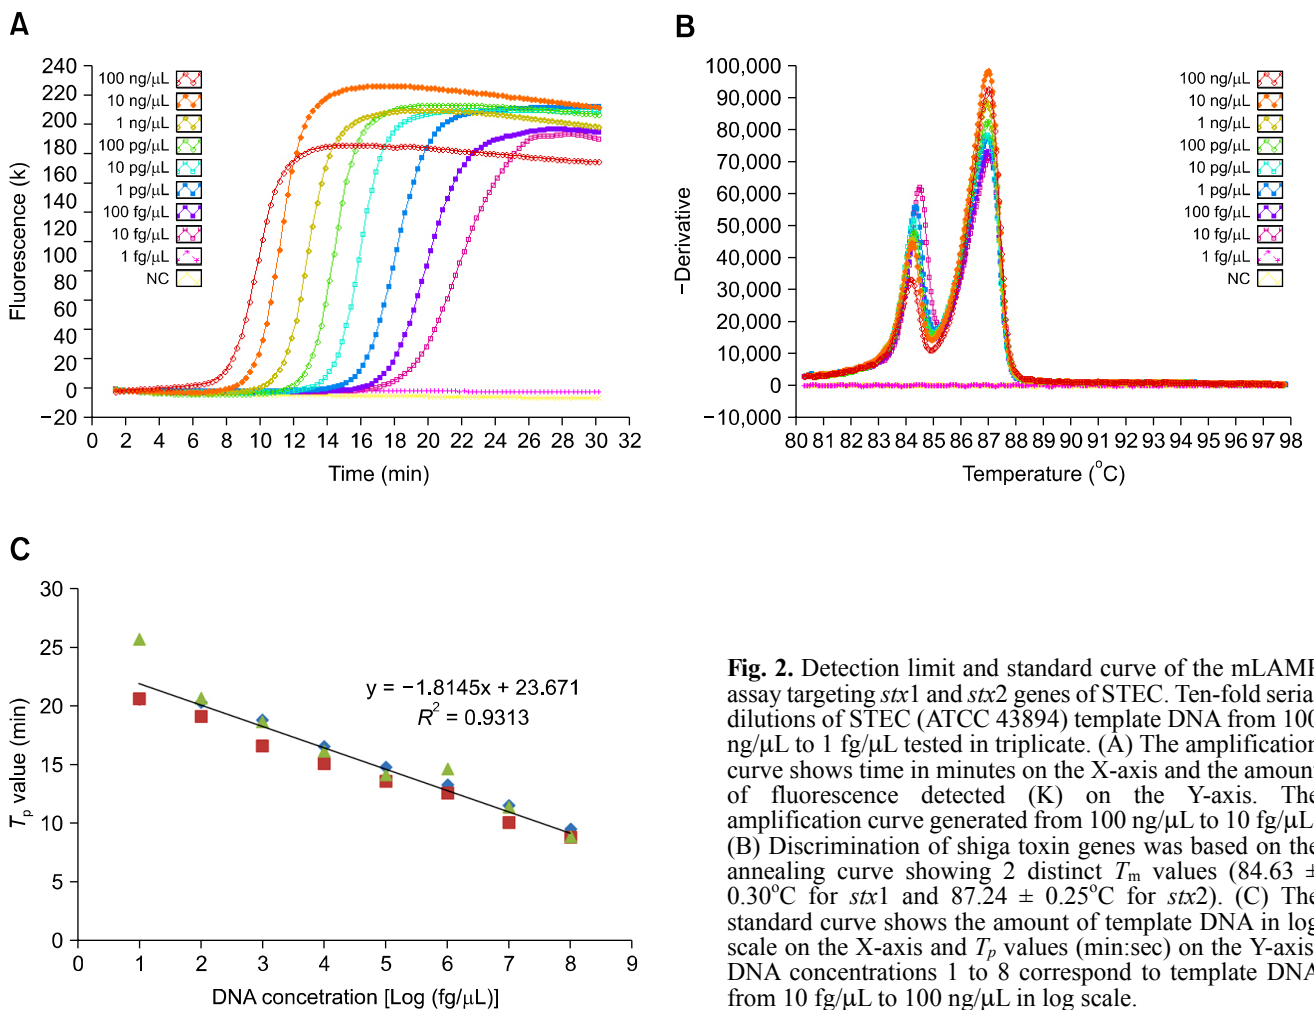 A
Fluorescence (k)
240
220
200
180
160
140
120
100
80
60
40
20
0
−20
100 ng/μL
10 ng/μL
1 ng/μL
100 pg/μL
10 pg/μL
1 pg/μL
100 fg/μL
10 fg/μL
1 fg/μL
NC
0 2 4 6 8 10 12 14 16 18 20 22 24 26 28 30 32
Time (min)
B
−Derivative
100,000
90,000
80,000
70,000
60,000
50,000
40,000
30,000
20,000
10,000
0
−10,000
100 ng/μL
10 ng/μL
1 ng/μL
100 pg/μL
10 pg/μL
1 pg/μL
100 fg/μL
10 fg/μL
1 fg/μL
NC
80 81 82 83 84 85 86 87 88 89 90 91 92 93 94 95 96 97 98
Temperature (°C)
C
Tp value (min)
30
25
20
15
10
5
0
y = −1.8145x + 23.671
R² = 0.9313
0 1 2 3 4 5 6 7 8 9
DNA concetration [Log (fg/μL)]
Fig. 2. Detection limit and standard curve of the mLAMP
assay targeting stx1 and stx2 genes of STEC. Ten-fold serial
dilutions of STEC (ATCC 43894) template DNA from 100
ng/μL to 1 fg/μL tested in triplicate. (A) The amplification
curve shows time in minutes on the X-axis and the amount
of fluorescence detected (K) on the Y-axis. The
amplification curve generated from 100 ng/μL to 10 fg/μL
(B) Discrimination of shiga toxin genes was based on the
annealing curve showing 2 distinct Tm values (84.63 ±
0.30°C for stx1 and 87.24 ± 0.25°C for stx2). (C) The
standard curve shows the amount of template DNA in log
scale on the X-axis and Tp values (min:sec) on the Y-axis
DNA concentrations 1 to 8 correspond to template DNA
from 10 fg/μL to 100 ng/μL in log scale.